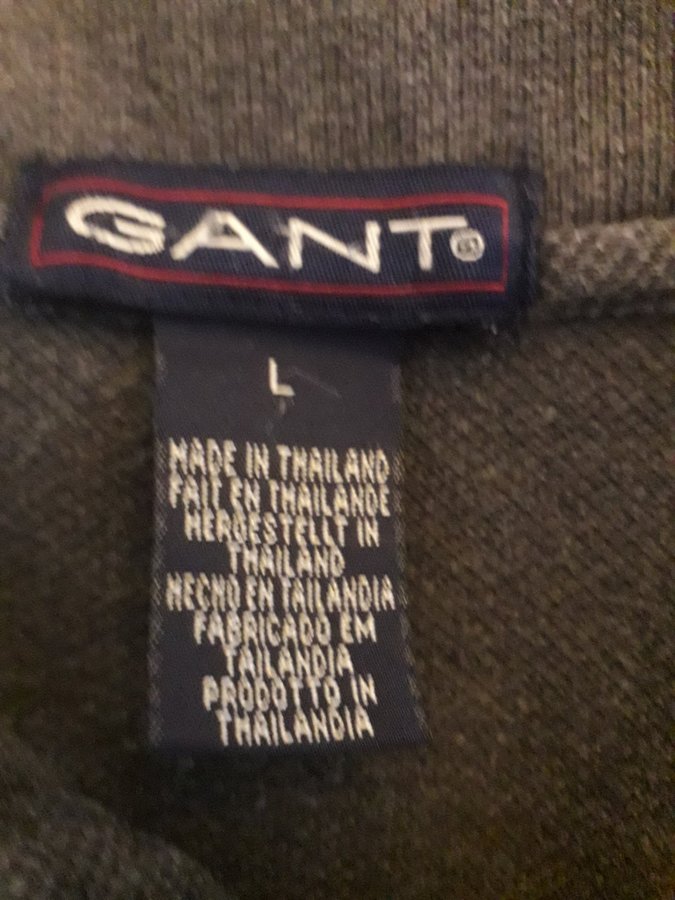 GANT®
L
MADE IN THAILAND
FAIT EN THAILANDE
HERGESTELLT IN
THAILAND
HECHO EN TAILANDIA
FABRICADO EM
TAILANDIA
PRODOTTO IN
THAILANDIA